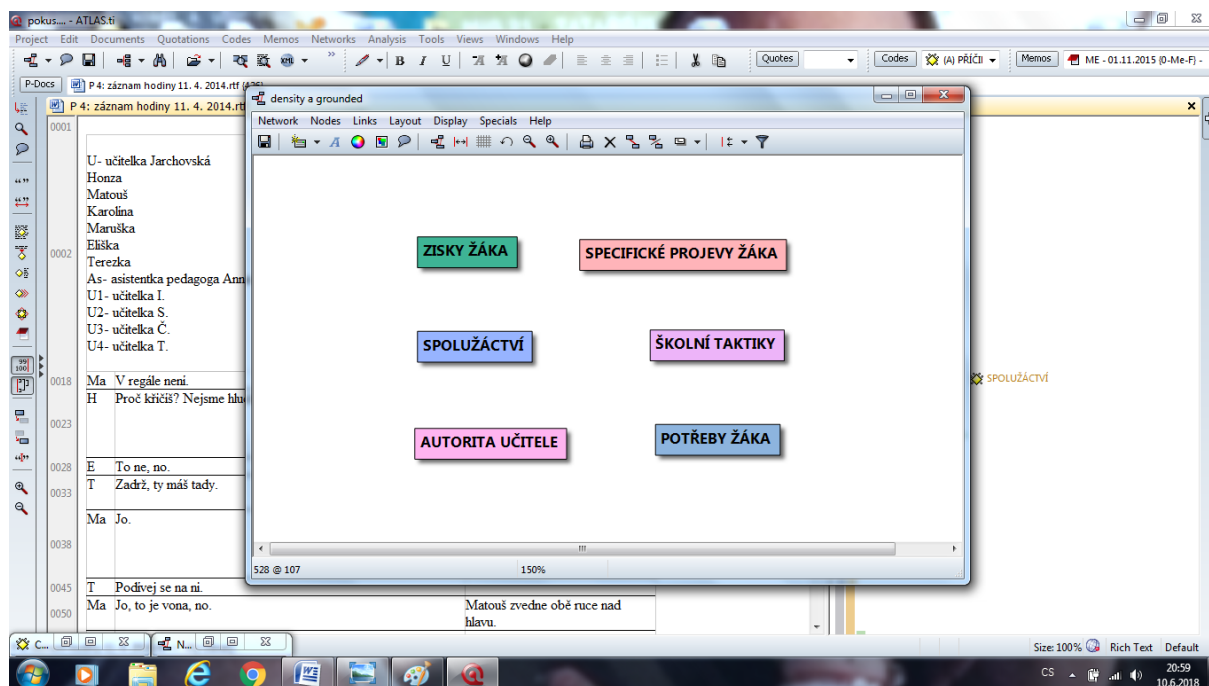 pokus.... - ATLAS.ti
Project Edit Documents Quotations Codes Memos Networks Analysis Tools Views Windows Help
B I U Quotes Codes (A) PŘÍČI Memos ME - 01.11.2015 {0-Me-F} -
P-Docs P 4: záznam hodiny 11. 4. 2014.rtf
P 4: záznam hodiny 11. 4. 2014.rt
0001
U- učitelka Jarchovská
Honza
Matouš
Karolina
Maruška
Eliška
0002
Terezka
As- asistentka pedagoga Ann
U1- učitelka I.
U2- učitelka S.
U3- učitelka Č.
U4- učitelka T.
0018 Ma V regále neni.
H Proč křičíš? Nejsme hlu
0023
0028 E To ne, no.
T Zadrž, ty máš tady.
0033
Ma Jo.
0038
0045 T Podívej se na ni.
Ma Jo, to je vona, no. Matouš zvedne obě ruce nad
0050 hlavu.
density a grounded
Network Nodes Links Layout Display Specials Help
ZISKY ŽÁKA
SPECIFICKÉ PROJEVY ŽÁKA
SPOLUŽÁCTVÍ
ŠKOLNÍ TAKTIKY
AUTORITA UČITELE
POTŘEBY ŽÁKA
528 @ 107 150%
SPOLUŽÁCTVÍ
C... N...
Size: 100% Rich Text Default
CS 20:59
10.6.2018